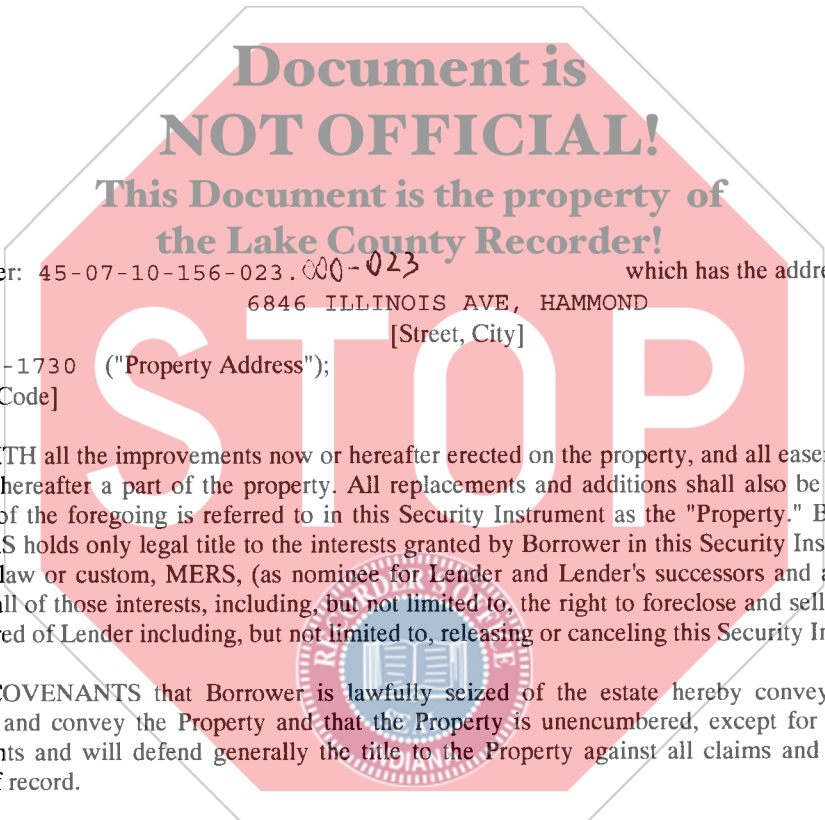 Document is
NOT OFFICIAL!
This Document is the property of
the Lake County Recorder!
er: 45-07-10-156-023.000-023 which has the addre
6846 ILLINOIS AVE, HAMMOND
[Street, City]
-1730 ("Property Address");
Code]
STOP
TH all the improvements now or hereafter erected on the property, and all ease
hereafter a part of the property. All replacements and additions shall also be
of the foregoing is referred to in this Security Instrument as the "Property." B
S holds only legal title to the interests granted by Borrower in this Security Ins
law or custom, MERS, (as nominee for Lender and Lender's successors and a
ll of those interests, including, but not limited to, the right to foreclose and sell
ed of Lender including, but not limited to, releasing or canceling this Security In
RECORDER'S OFFICE
COVENANTS that Borrower is lawfully seized of the estate hereby convey
and convey the Property and that the Property is unencumbered, except for
nts and will defend generally the title to the Property against all claims and
INDIANA
f record.